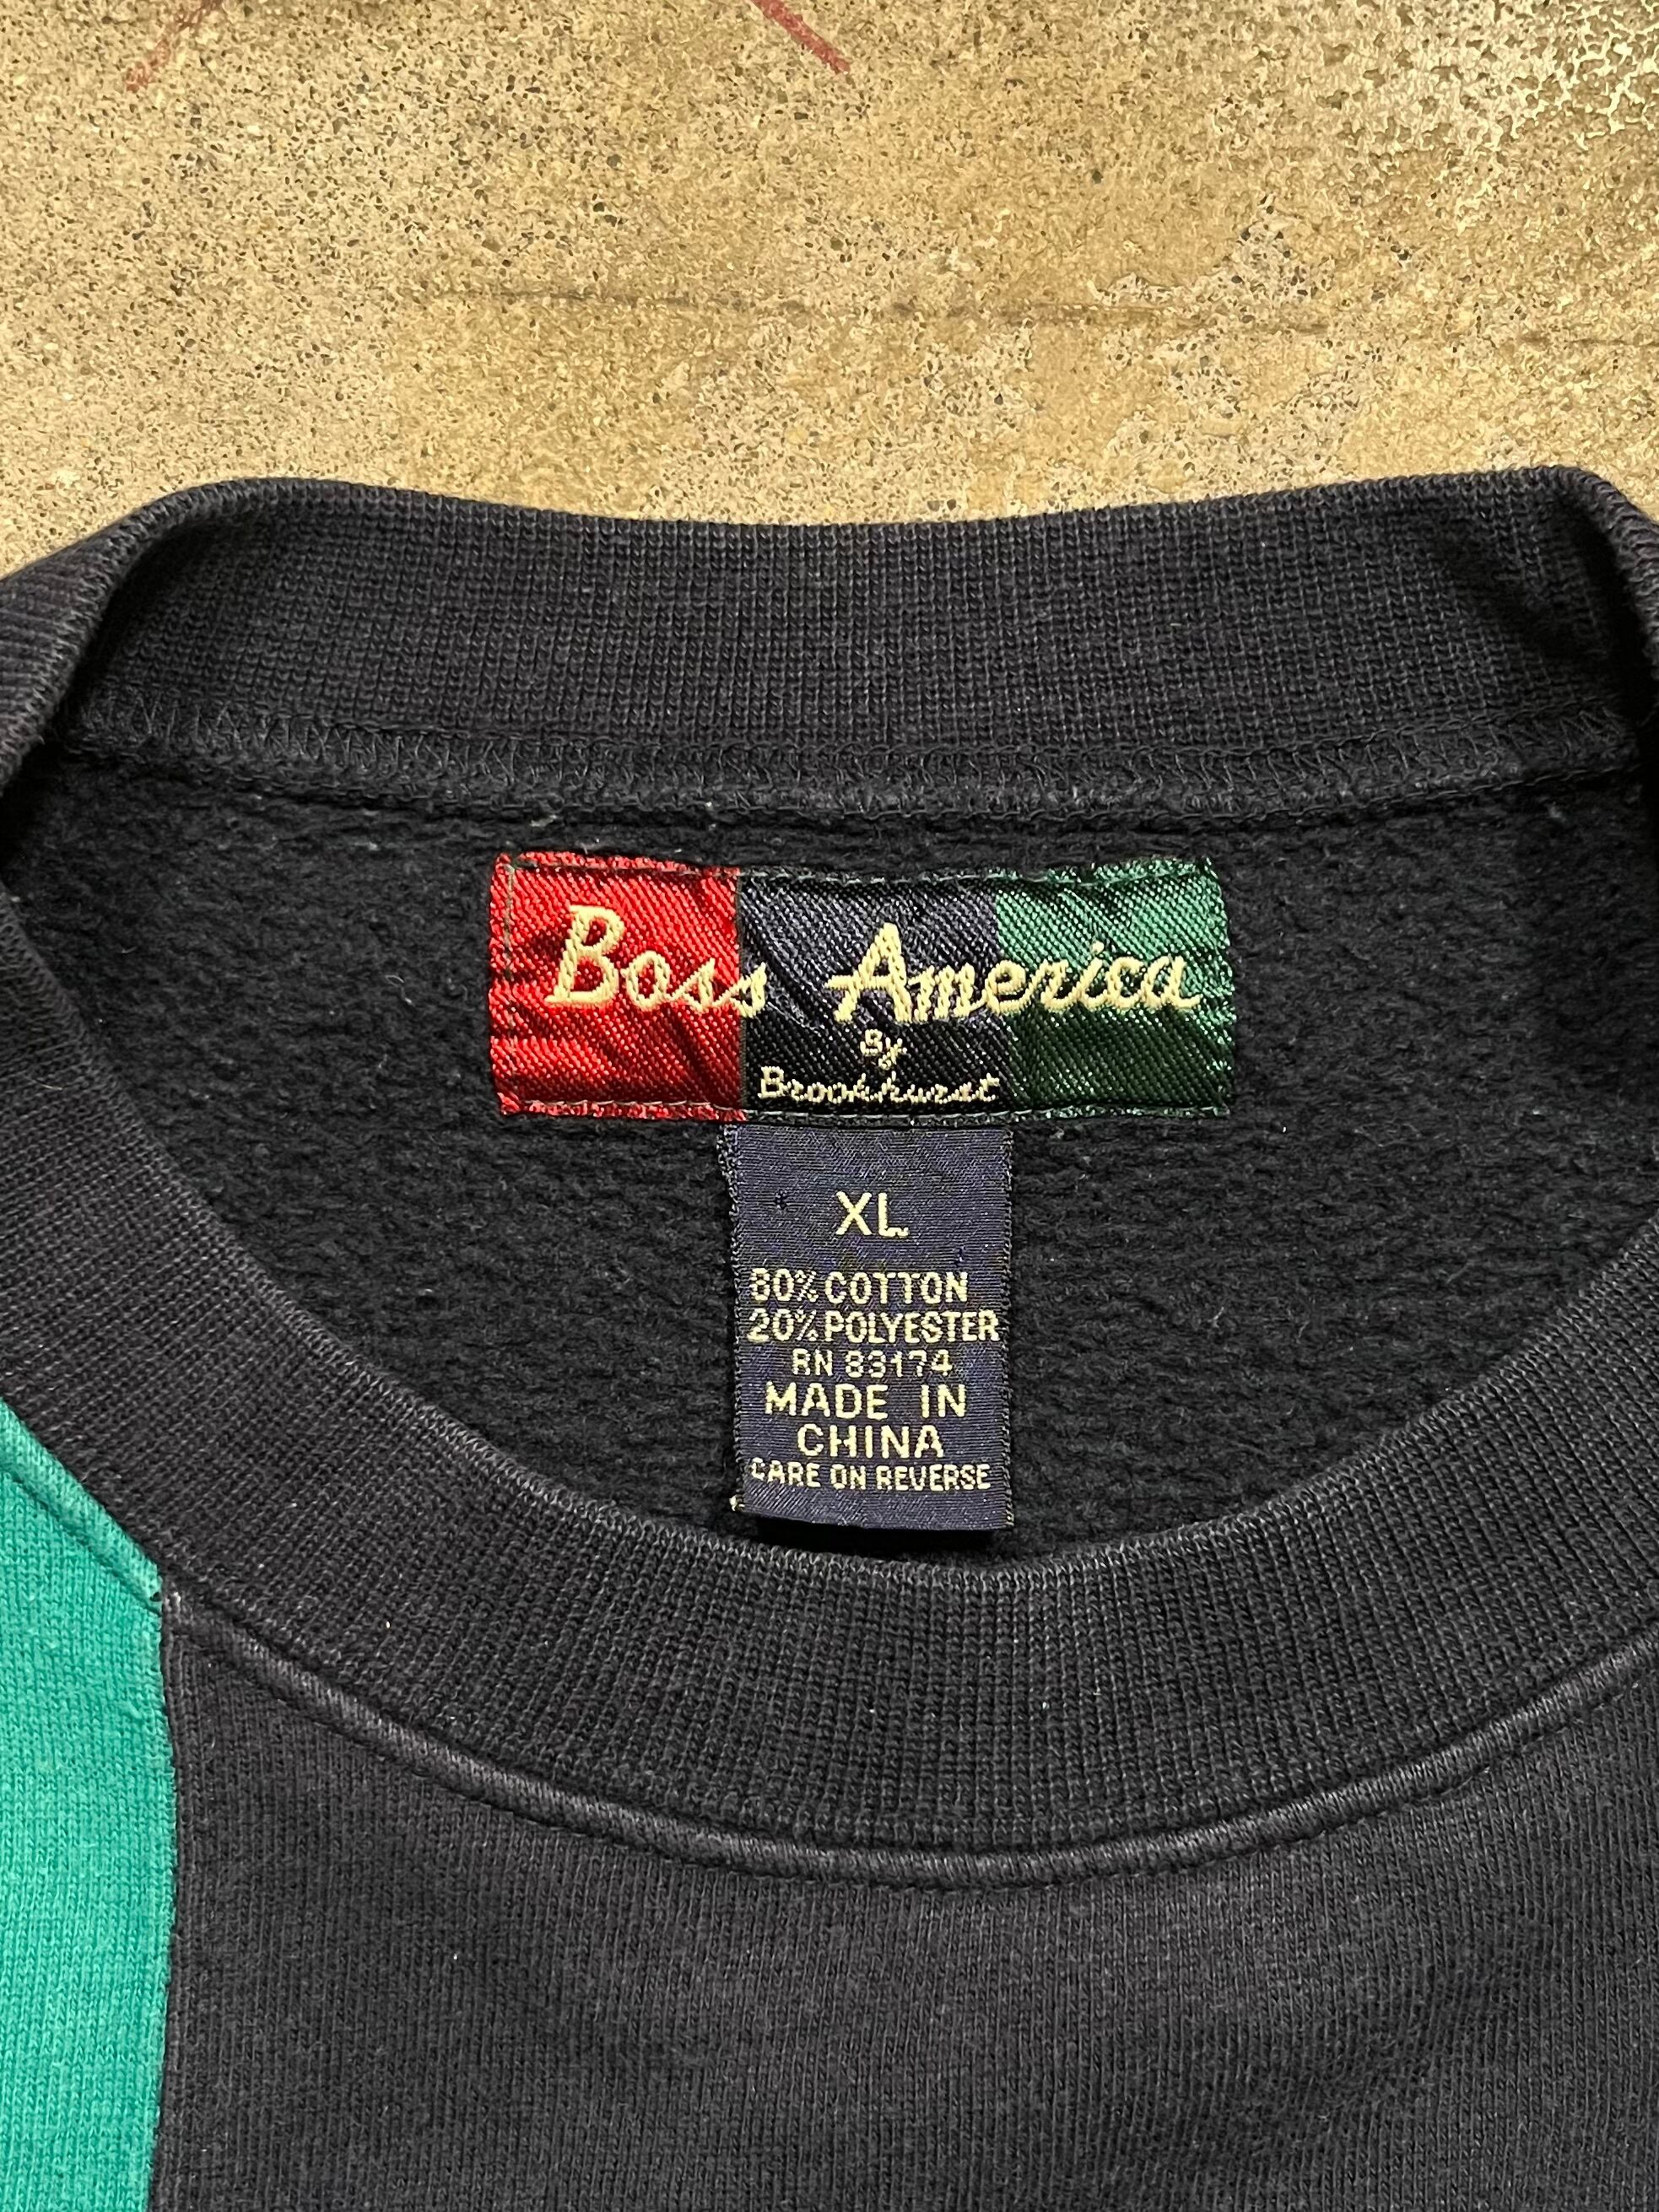 Boss America
By
Brookhurst
XL
80% COTTON
20% POLYESTER
RN 83174
MADE IN
CHINA
CARE ON REVERSE